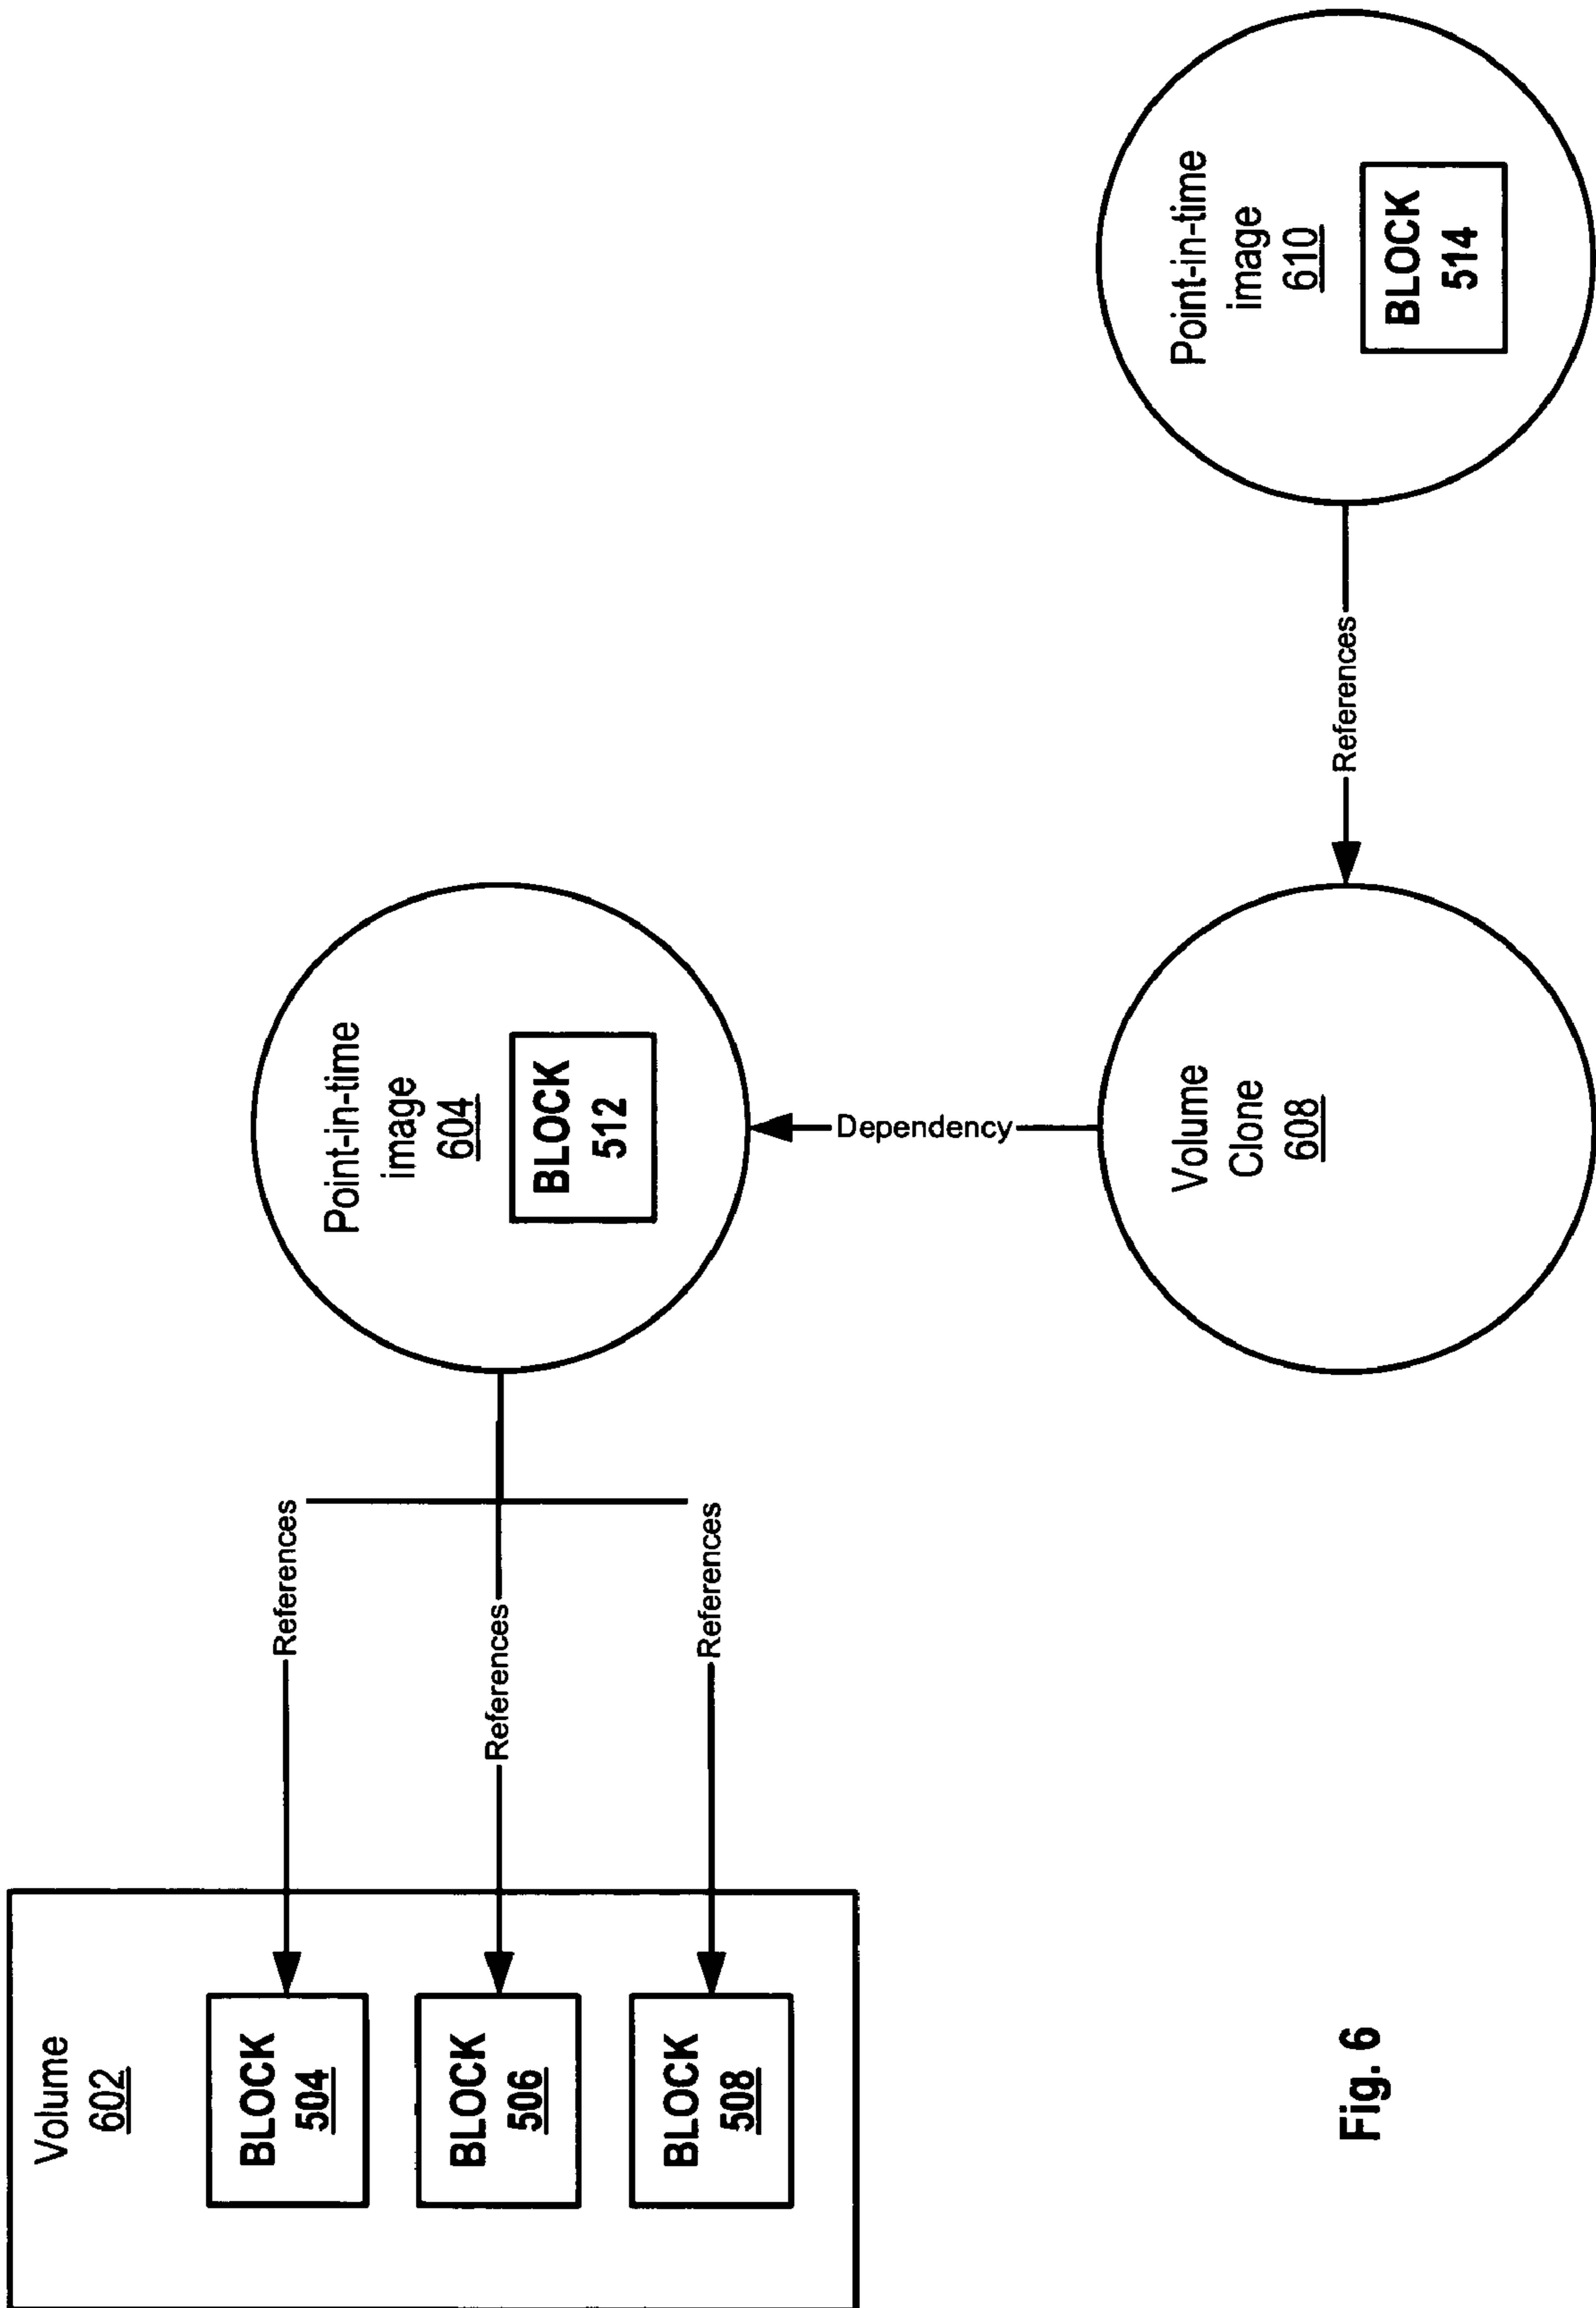 Volume
602
BLOCK
504
BLOCK
506
BLOCK
508
References
References
References
Point-in-time
image
604
BLOCK
512
Dependency
Volume
Clone
608
References
Point-in-time
image
610
BLOCK
514
Fig. 6